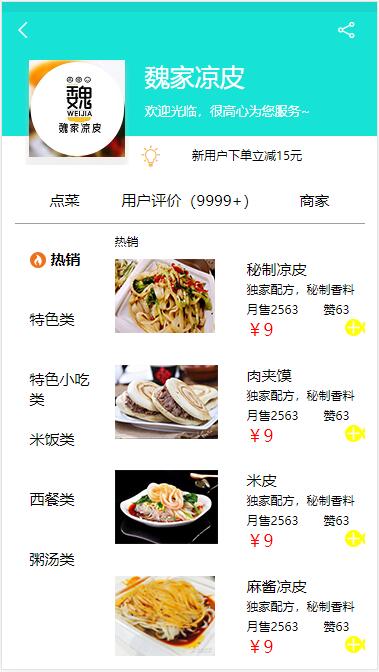 魏
WEIJIA
魏家凉皮
魏家凉皮
欢迎光临，很高心为您服务~
新用户下单立减15元
点菜 用户评价（9999+） 商家
热销
热销
特色类
特色小吃
类
米饭类
西餐类
粥汤类
秘制凉皮
独家配方，秘制香料
月售2563 赞63
￥9
肉夹馍
独家配方，秘制香料
月售2563 赞63
￥9
米皮
独家配方，秘制香料
月售2563 赞63
￥9
麻酱凉皮
独家配方，秘制香料
月售2563 赞63
￥9